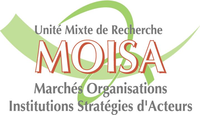 Unité Mixte de Recherche
MOISA
Marchés Organisations
Institutions Stratégies d'Acteurs